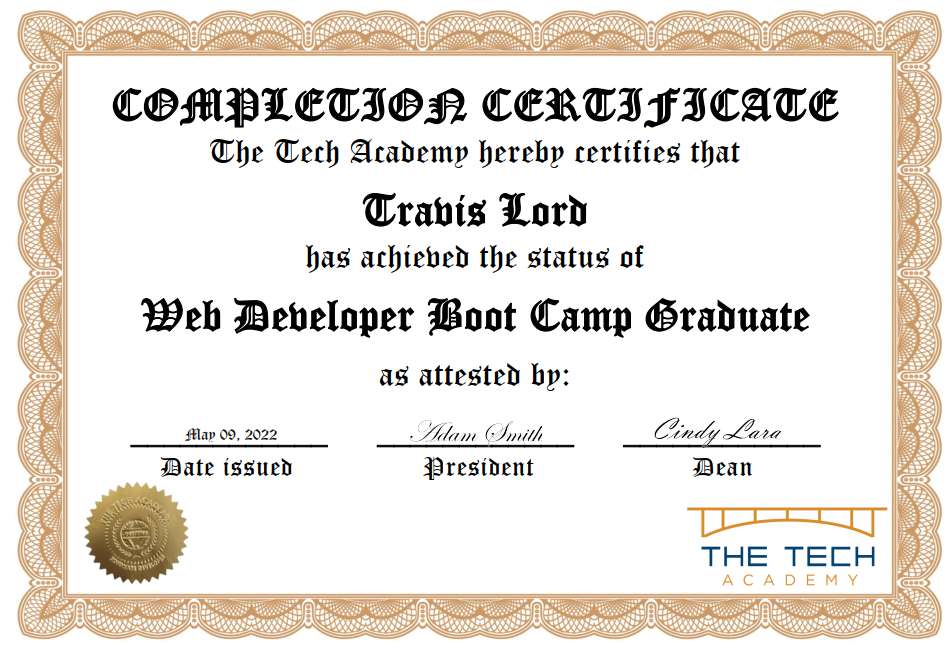 COMPLETION CERTIFICATE
The Tech Academy hereby certifies that
Travis Lord
has achieved the status of
Web Developer Boot Camp Graduate
as attested by:
May 09, 2022 Adam Smith Cindy Lara
Date issued President Dean
THE TECH
ACADEMY